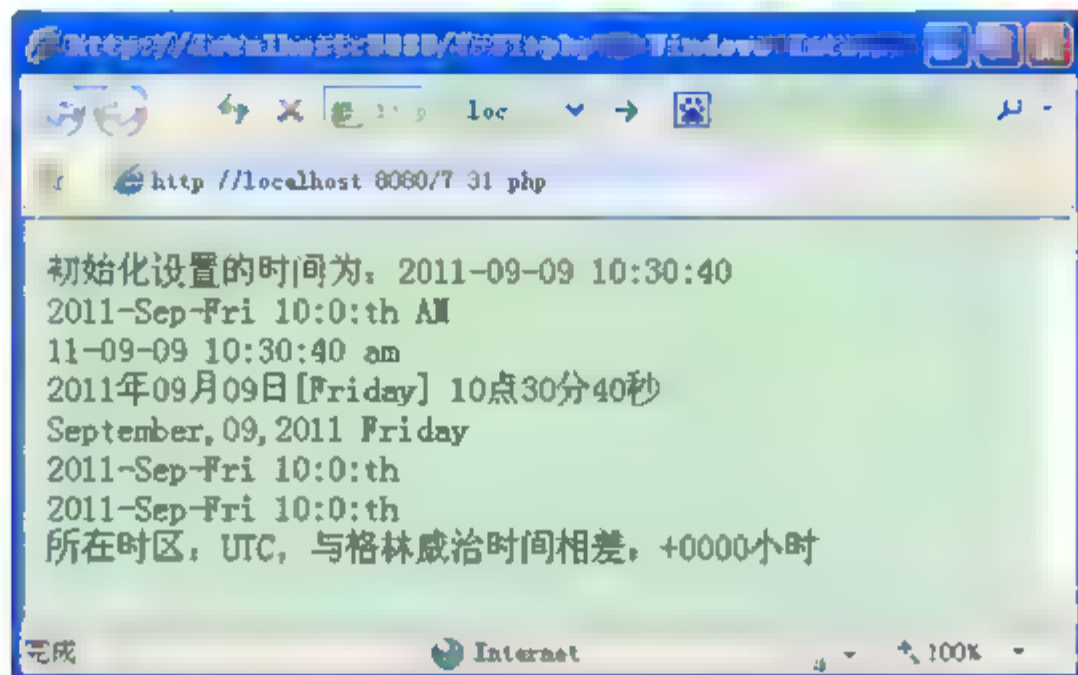 loc
http //localhost 8080/7 31 php
初始化设置的时间为：2011-09-09 10:30:40
2011-Sep-Fri 10:0:th AM
11-09-09 10:30:40 am
2011年09月09日[Friday] 10点30分40秒
September,09,2011 Friday
2011-Sep-Fri 10:0:th
2011-Sep-Fri 10:0:th
所在时区：UTC，与格林威治时间相差：+0000小时
完成 Internet 100%